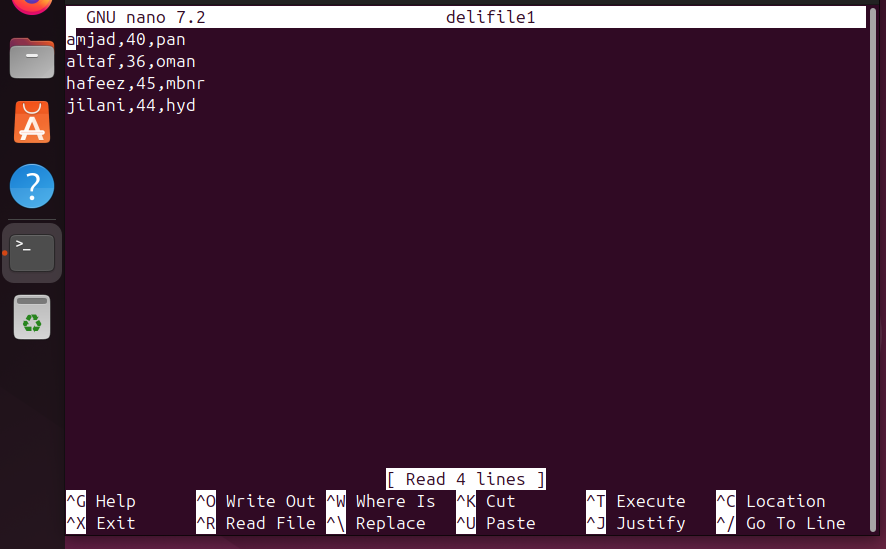 GNU nano 7.2 delifile1
amjad,40,pan
altaf,36,oman
hafeez,45,mbnr
jilani,44,hyd
[ Read 4 lines ]
^G Help ^O Write Out ^W Where Is ^K Cut ^T Execute ^C Location
^X Exit ^R Read File ^\ Replace ^U Paste ^J Justify ^/ Go To Line